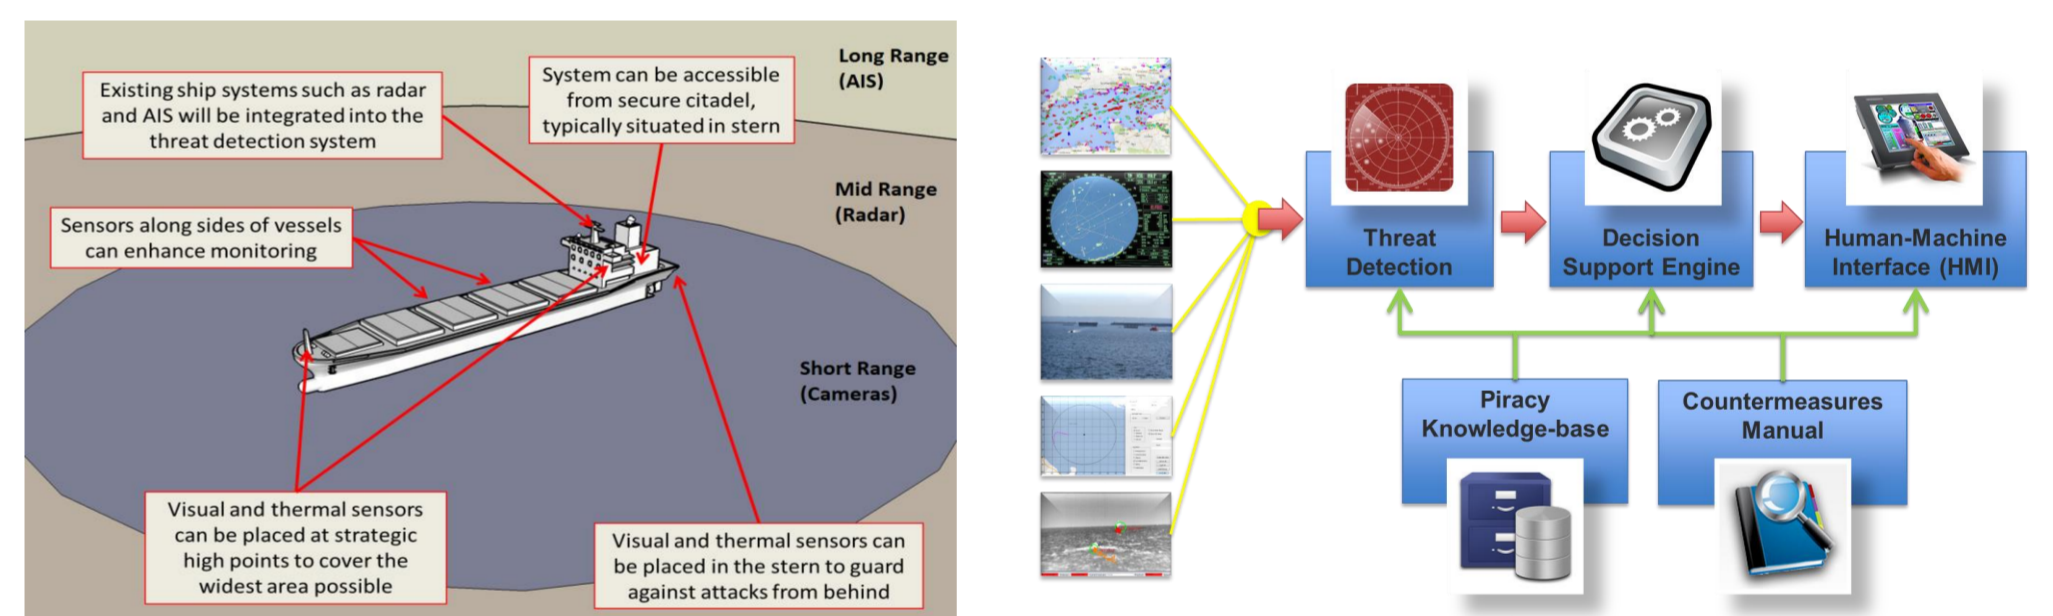 Long Range
(AIS)
Existing ship systems such as radar
and AIS will be integrated into the
threat detection system
System can be accessible
from secure citadel,
typically situated in stern
Mid Range
(Radar)
Sensors along sides of vessels
can enhance monitoring
Short Range
(Cameras)
Visual and thermal sensors
can be placed at strategic
high points to cover the
widest area possible
Visual and thermal sensors can
be placed in the stern to guard
against attacks from behind
Threat
Detection
Decision
Support Engine
Human-Machine
Interface (HMI)
Piracy
Knowledge-base
Countermeasures
Manual